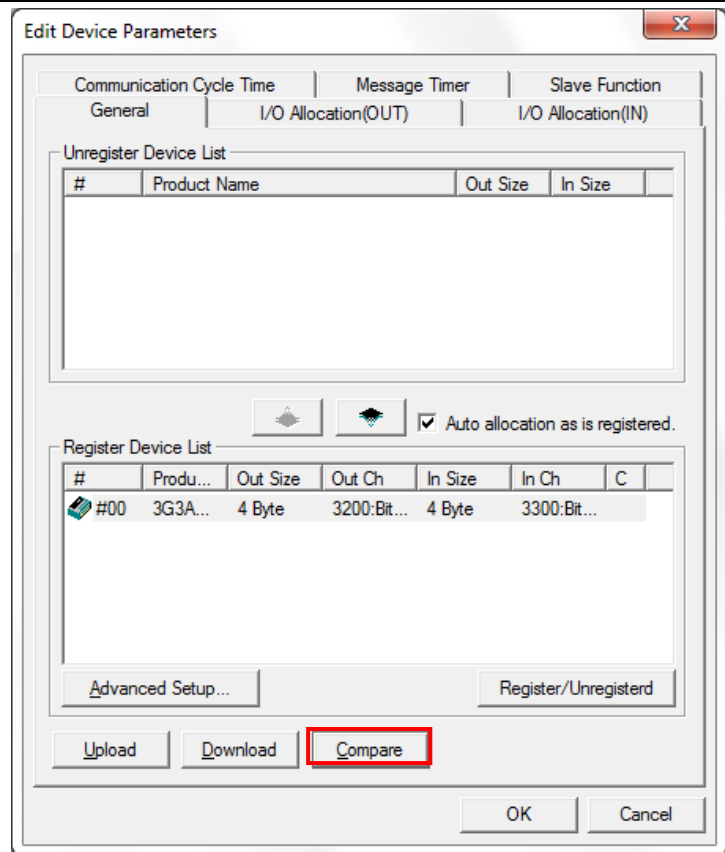 Edit Device Parameters
Communication Cycle Time Message Timer Slave Function
General I/O Allocation(OUT) I/O Allocation(IN)
Unregister Device List
# Product Name Out Size In Size
Auto allocation as is registered.
Register Device List
# Produ... Out Size Out Ch In Size In Ch C
#00 3G3A... 4 Byte 3200:Bit... 4 Byte 3300:Bit...
Advanced Setup... Register/Unregisterd
Upload Download Compare
OK Cancel